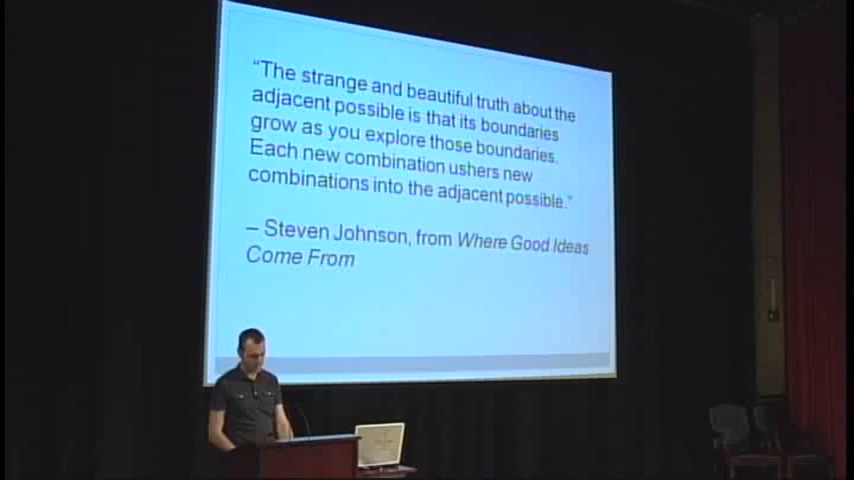 “The strange and beautiful truth about the
adjacent possible is that its boundaries
grow as you explore those boundaries.
Each new combination ushers new
combinations into the adjacent possible.”
– Steven Johnson, from Where Good Ideas
Come From